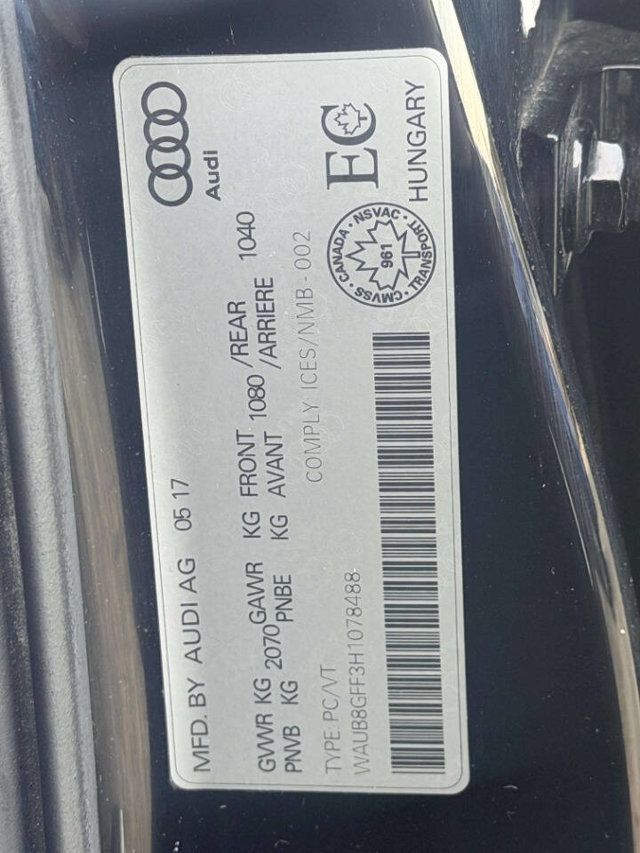 Audi
MFD. BY AUDI AG 05 17
GVWR KG 2070 GAWR KG FRONT 1080 /REAR 1040
PNVB KG PNBE KG AVANT /ARRIERE
COMPLY ICES/NMB-002
TYPE: PC/VT
WAUB8GFF3H1078488
EC
HUNGARY
CMVSS · CANADA · NSVAC · TRANSPORT
961